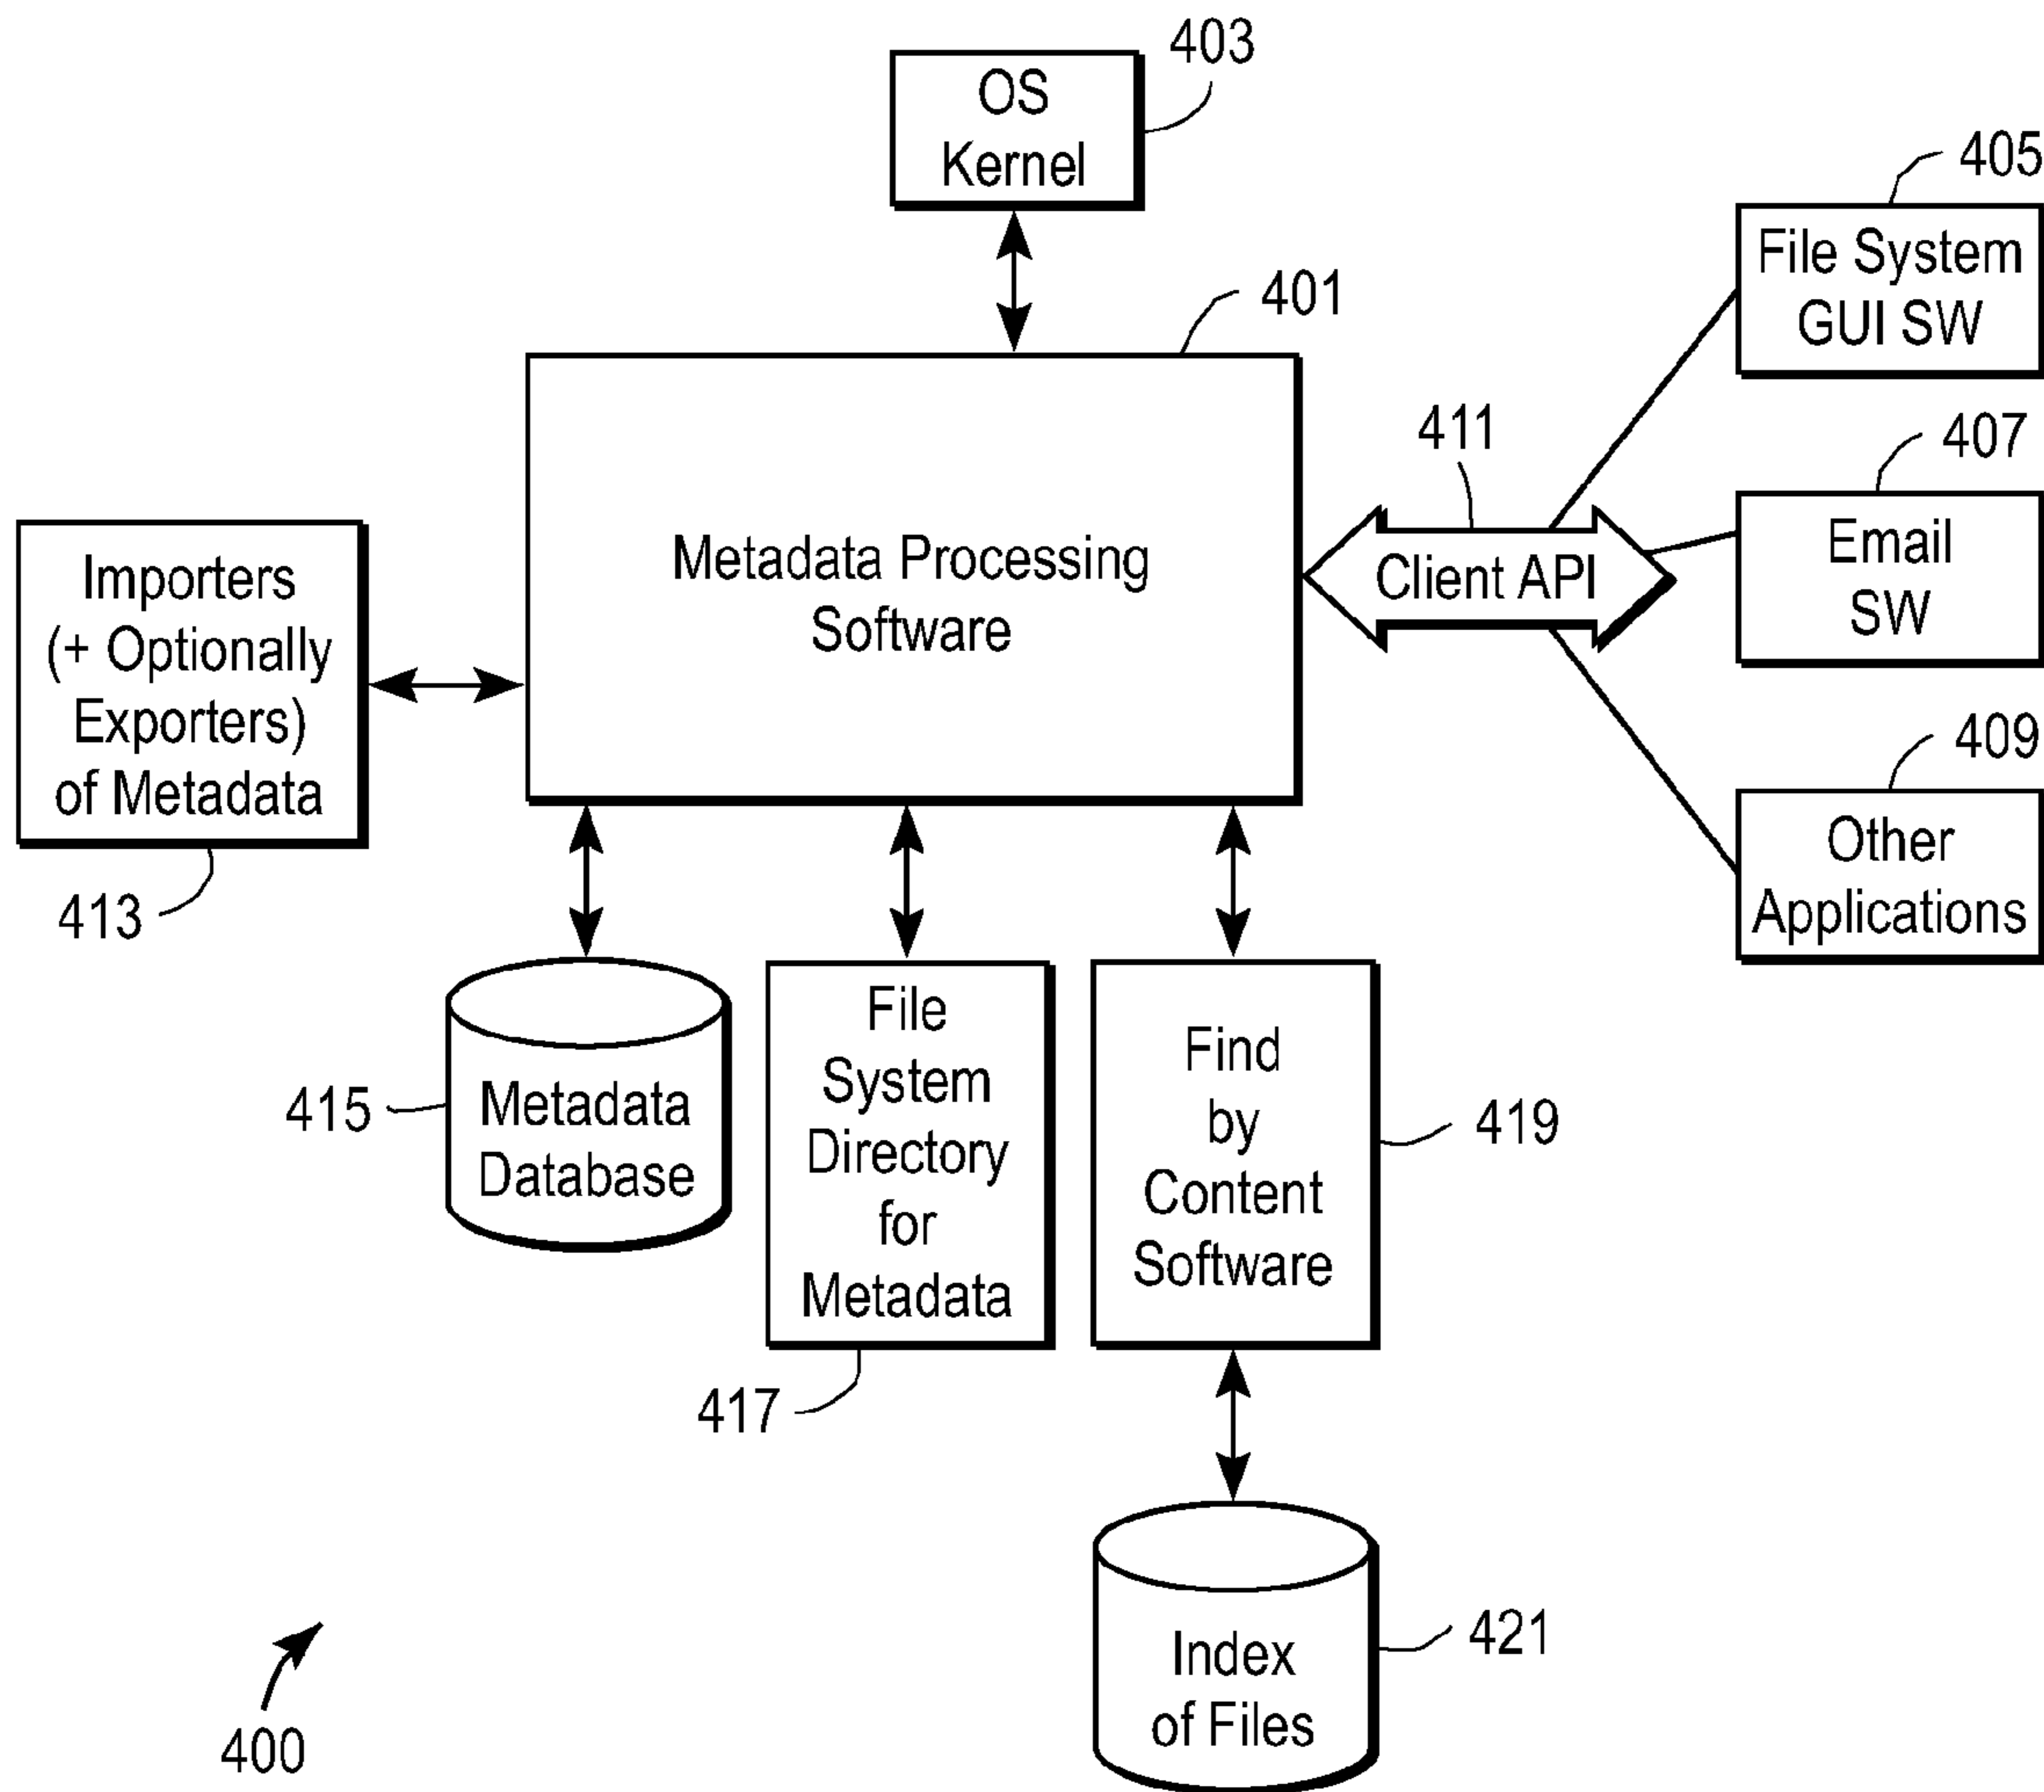 403
OS
Kernel
405
File System
GUI SW
401
411
407
Metadata Processing
Software
Client API
Email
SW
Importers
(+ Optionally
Exporters)
of Metadata
413
409
Other
Applications
415
Metadata
Database
File
System
Directory
for
Metadata
417
Find
by
Content
Software
419
421
Index
of Files
400